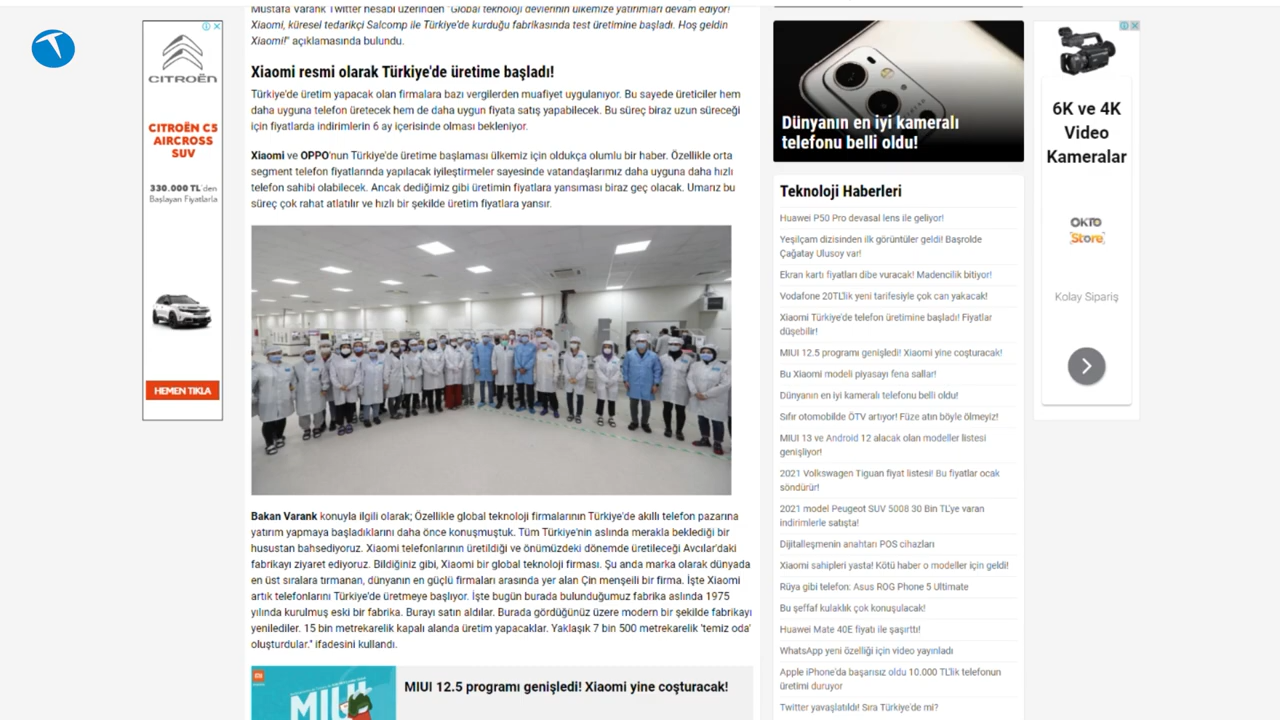 Mustafa Varank Twitter hesabı üzerinden "Global teknoloji devlerinin ülkemize yatırımları devam ediyor!
Xiaomi, küresel tedarikçi Salcomp ile Türkiye'de kurduğu fabrikasında test üretimine başladı. Hoş geldin
Xiaomi!" açıklamasında bulundu.
Xiaomi resmi olarak Türkiye'de üretime başladı!
Türkiye'de üretim yapacak olan firmalara bazı vergilerden muafiyet uygulanıyor. Bu sayede üreticiler hem
daha uyguna telefon üretecek hem de daha uygun fiyata satış yapabilecek. Bu süreç biraz uzun süreceği
için fiyatlarda indirimlerin 6 ay içerisinde olması bekleniyor.
Xiaomi ve OPPO'nun Türkiye'de üretime başlaması ülkemiz için oldukça olumlu bir haber. Özellikle orta
segment telefon fiyatlarında yapılacak iyileştirmeler sayesinde vatandaşlarımız daha uyguna daha hızlı
telefon sahibi olabilecek. Ancak dediğimiz gibi üretimin fiyatlara yansıması biraz geç olacak. Umarız bu
süreç çok rahat atlatılır ve hızlı bir şekilde üretim fiyatlara yansır.
Bakan Varank konuyla ilgili olarak; Özellikle global teknoloji firmalarının Türkiye'de akıllı telefon pazarına
yatırım yapmaya başladıklarını daha önce konuşmuştuk. Tüm Türkiye'nin aslında merakla beklediği bir
husustan bahsediyoruz. Xiaomi telefonlarının üretildiği ve önümüzdeki dönemde üretileceği Avcılar'daki
fabrikayı ziyaret ediyoruz. Bildiğiniz gibi, Xiaomi bir global teknoloji firması. Şu anda marka olarak dünyada
en üst sıralara tırmanan, dünyanın en güçlü firmaları arasında yer alan Çin menşeili bir firma. İşte Xiaomi
artık telefonlarını Türkiye'de üretmeye başlıyor. İşte bugün burada bulunduğumuz fabrika aslında 1975
yılında kurulmuş eski bir fabrika. Burayı satın aldılar. Burada gördüğünüz üzere modern bir şekilde fabrikayı
yenilediler. 15 bin metrekarelik kapalı alanda üretim yapacaklar. Yaklaşık 7 bin 500 metrekarelik 'temiz oda'
oluşturdular." ifadesini kullandı.
MIUI
MIUI 12.5 programı genişledi! Xiaomi yine coşturacak!
CITROËN
CITROËN C5
AIRCROSS
SUV
330.000 TL'den
Başlayan Fiyatlarla
HEMEN TIKLA
Dünyanın en iyi kameralı
telefonu belli oldu!
Teknoloji Haberleri
Huawei P50 Pro devasal lens ile geliyor!
Yeşilçam dizisinden ilk görüntüler geldi! Başrolde
Çağatay Ulusoy var!
Ekran kartı fiyatları dibe vuracak! Madencilik bitiyor!
Vodafone 20TL'lik yeni tarifesiyle çok can yakacak!
Xiaomi Türkiye'de telefon üretimine başladı! Fiyatlar
düşebilir!
MIUI 12.5 programı genişledi! Xiaomi yine coşturacak!
Bu Xiaomi modeli piyasayı fena sallar!
Dünyanın en iyi kameralı telefonu belli oldu!
Sıfır otomobilde ÖTV artıyor! Füze atın böyle ölmeyiz!
MIUI 13 ve Android 12 alacak olan modeller listesi
genişliyor!
2021 Volkswagen Tiguan fiyat listesi! Bu fiyatlar ocak
söndürür!
2021 model Peugeot SUV 5008 30 Bin TL'ye varan
indirimlerle satışta!
Dijitalleşmenin anahtarı POS cihazları
Xiaomi sahipleri yasta! Kötü haber o modeller için geldi!
Rüya gibi telefon: Asus ROG Phone 5 Ultimate
Bu şeffaf kulaklık çok konuşulacak!
Huawei Mate 40E fiyatı ile şaşırttı!
WhatsApp yeni özelliği için video yayınladı
Apple iPhone'da başarısız oldu 10.000 TL'lik telefonun
üretimi duruyor
Twitter yavaşlatıldı! Sıra Türkiye'de mi?
6K ve 4K
Video
Kameralar
OKTO
Store
Kolay Sipariş